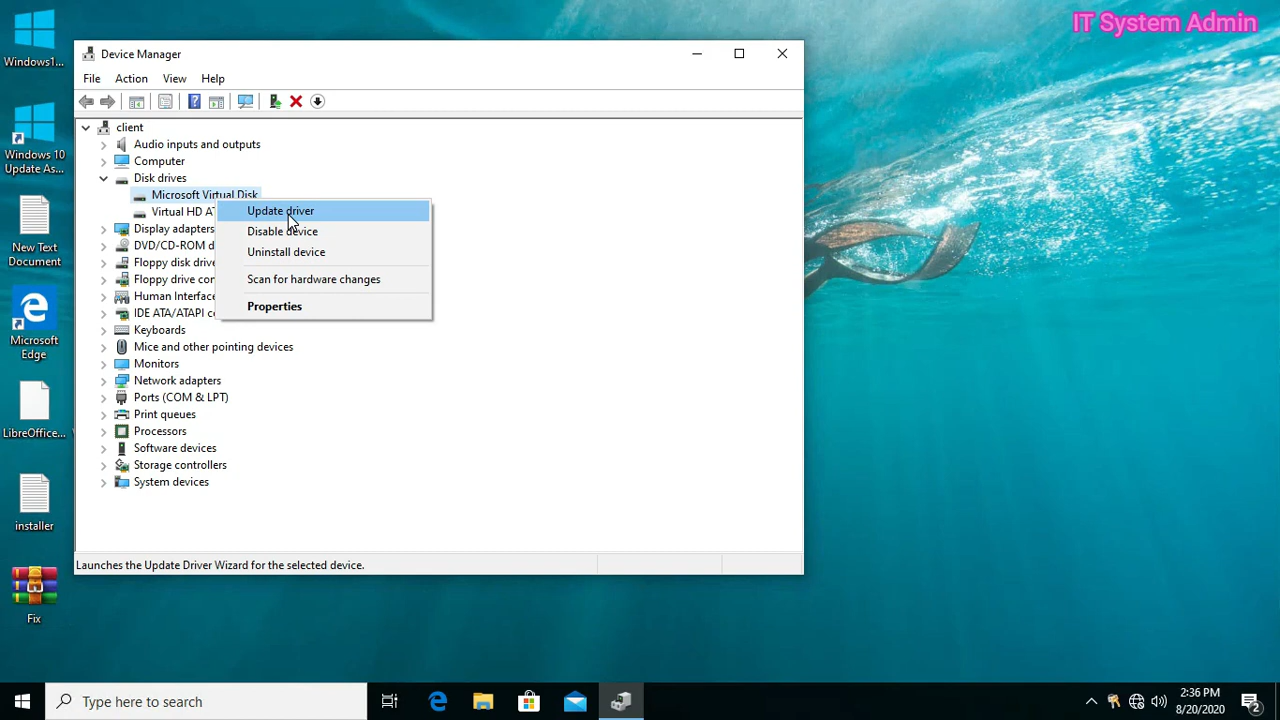 IT System Admin
Windows1...
Windows 10
Update As...
New Text
Document
Microsoft
Edge
LibreOffice...
installer
Fix
Device Manager
File Action View Help
client
Audio inputs and outputs
Computer
Disk drives
Microsoft Virtual Disk
Virtual HD AT
Display adapters
DVD/CD-ROM d
Floppy disk drive
Floppy drive con
Human Interface
IDE ATA/ATAPI co
Keyboards
Mice and other pointing devices
Monitors
Network adapters
Ports (COM & LPT)
Print queues
Processors
Software devices
Storage controllers
System devices
Update driver
Disable device
Uninstall device
Scan for hardware changes
Properties
Launches the Update Driver Wizard for the selected device.
Type here to search
2:36 PM
8/20/2020
2